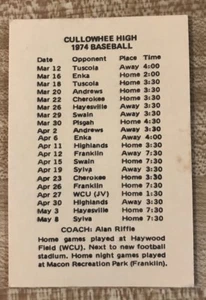 CULLOWHEE HIGH
1974 BASEBALL
Date Opponent Place Time
Mar 12 Tuscola Away 4:00
Mar 16 Enka Home 2:00
Mar 18 Tuscola Home 3:30
Mar 20 Andrews Home 3:30
Mar 22 Cherokee Home 3:30
Mar 26 Hayesville Away 3:30
Mar 29 Swain Away 3:30
Mar 30 Pisgah Home 4:30
Apr 2 Andrews Away 3:30
Apr 6 Enka Away 4:00
Apr 11 Highlands Home 3:30
Apr 12 Franklin Away 7:30
Apr 15 Swain Home 7:30
Apr 19 Sylva Away 3:30
Apr 23 Cherokee Home 3:30
Apr 26 Franklin Home 7:30
Apr 27 WCU (JV) Home 1:30
Apr 30 Highlands Away 3:30
May 3 Hayesville Home 7:30
May 8 Sylva Home 7:30
COACH: Alan Riffle
Home games played at Haywood
Field (WCU). Next to new football
stadium. Home night games played
at Macon Recreation Park (Franklin).